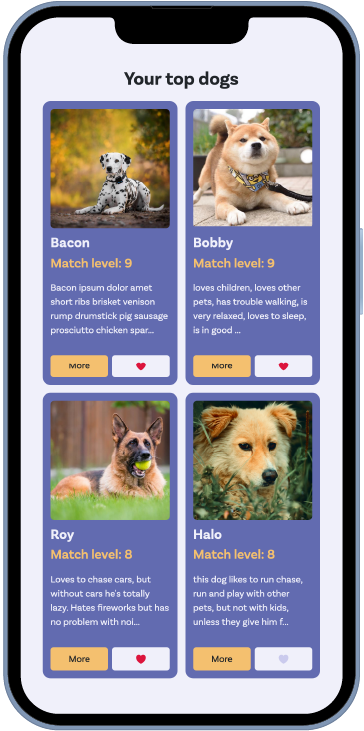 Your top dogs
Bacon
Match level: 9
Bacon ipsum dolor amet
short ribs brisket venison
rump drumstick pig sausage
prosciutto chicken spar...
More
Bobby
Match level: 9
loves children, loves other
pets, has trouble walking, is
very relaxed, loves to sleep,
is in good ...
More
Roy
Match level: 8
Loves to chase cars, but
without cars he's totally
lazy. Hates fireworks but has
no problem with noi...
More
Halo
Match level: 8
this dog likes to run chase,
run and play with other
pets, but not with kids,
unless they give him f...
More